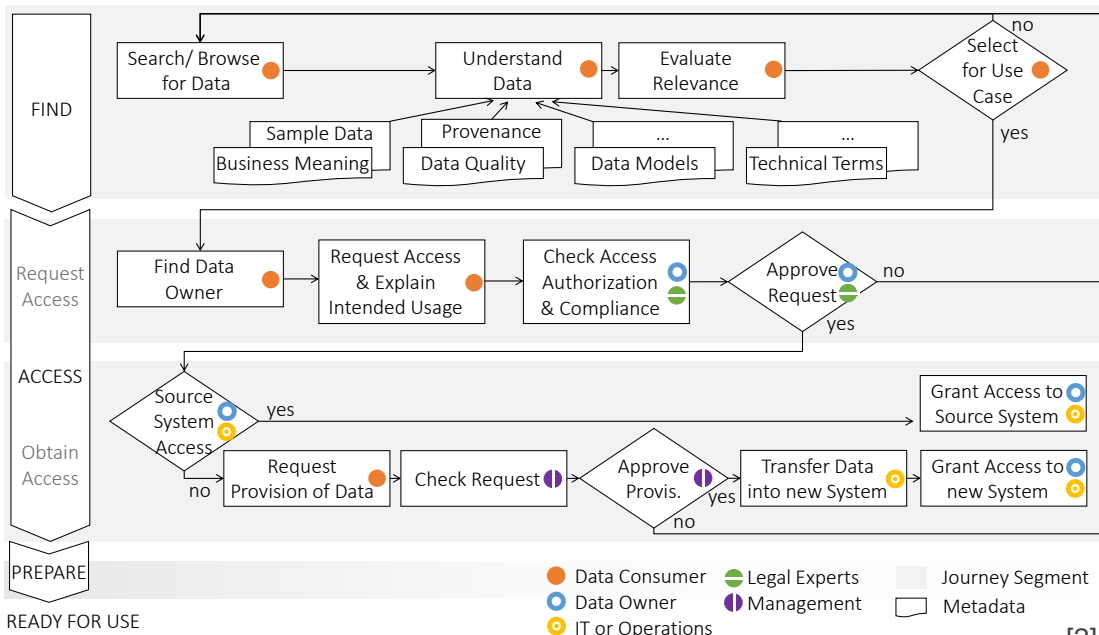 no
Search/ Browse
for Data
Understand
Data
Evaluate
Relevance
Select
for Use
Case
FIND
yes
Sample Data
Business Meaning
Provenance
Data Quality
...
Data Models
...
Technical Terms
Request
Access
Find Data
Owner
Request Access
& Explain
Intended Usage
Check Access
Authorization
& Compliance
Approve
Request
no
yes
ACCESS
Source
System
Access
yes
Grant Access to
Source System
Obtain
Access
no
Request
Provision of Data
Check Request
Approve
Provis.
yes
Transfer Data
into new System
Grant Access to
new System
no
PREPARE
READY FOR USE
Data Consumer
Data Owner
IT or Operations
Legal Experts
Management
Journey Segment
Metadata